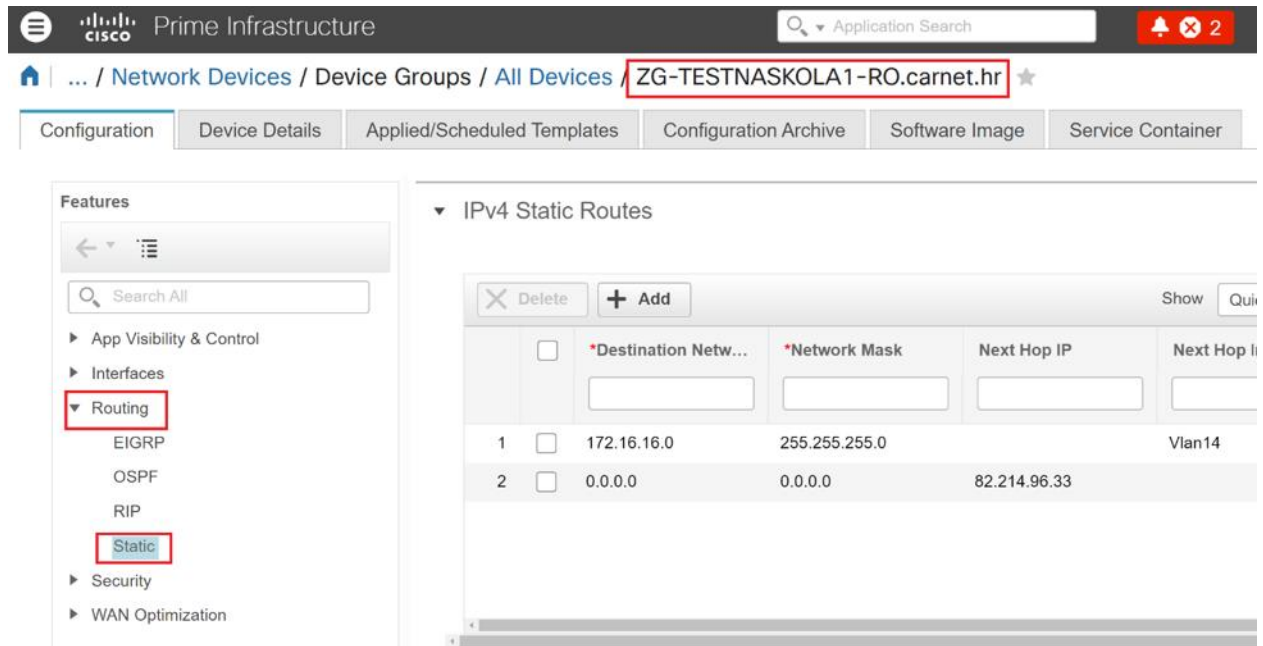 cisco Prime Infrastructure Application Search 2
... / Network Devices / Device Groups / All Devices / ZG-TESTNASKOLA1-RO.carnet.hr
Configuration Device Details Applied/Scheduled Templates Configuration Archive Software Image Service Container
Features
Search All
App Visibility & Control
Interfaces
Routing
EIGRP
OSPF
RIP
Static
Security
WAN Optimization
IPv4 Static Routes
Delete Add Show
*Destination Netw... *Network Mask Next Hop IP Next Hop
1 172.16.16.0 255.255.255.0 Vlan14
2 0.0.0.0 0.0.0.0 82.214.96.33